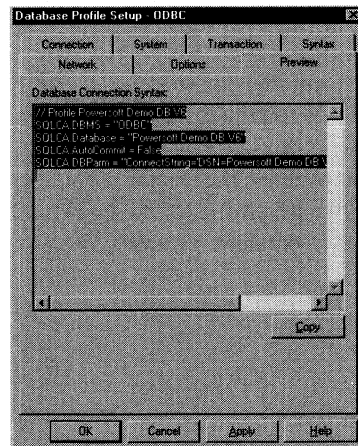 Database Profile Setup - ODBC
Connection System Transaction Syntax
Network Options Preview
Database Connection Syntax:
// Profile Powersoft Demo DB V6
SQLCA.DBMS = "ODBC"
SQLCA.Database = "Powersoft Demo DB V6"
SQLCA.AutoCommit = False
SQLCA.DBParm = "ConnectString='DSN=Powersoft Demo DB V
Copy
OK Cancel Apply Help